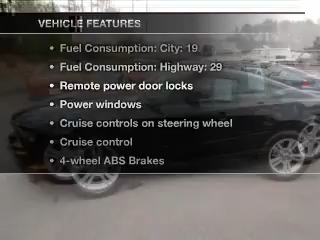 VEHICLE FEATURES
• Fuel Consumption: City: 19
• Fuel Consumption: Highway: 29
• Remote power door locks
• Power windows
• Cruise controls on steering wheel
• Cruise control
• 4-wheel ABS Brakes